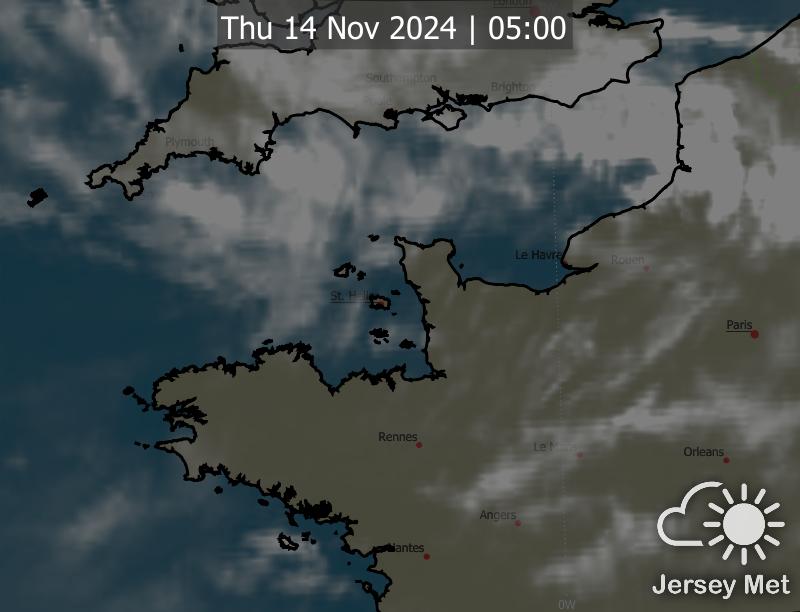 London
Thu 14 Nov 2024 | 05:00
Southampton
Brighton
Plymouth
Le Havre
Rouen
St. Helier
Paris
Rennes
Le Mans
Orleans
Angers
Nantes
Jersey Met
0W